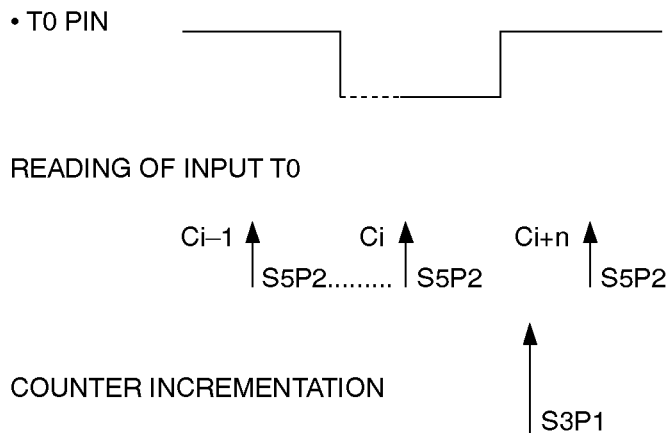 • T0 PIN
READING OF INPUT T0
Ci–1 Ci Ci+n
S5P2......... S5P2 S5P2
COUNTER INCREMENTATION
S3P1